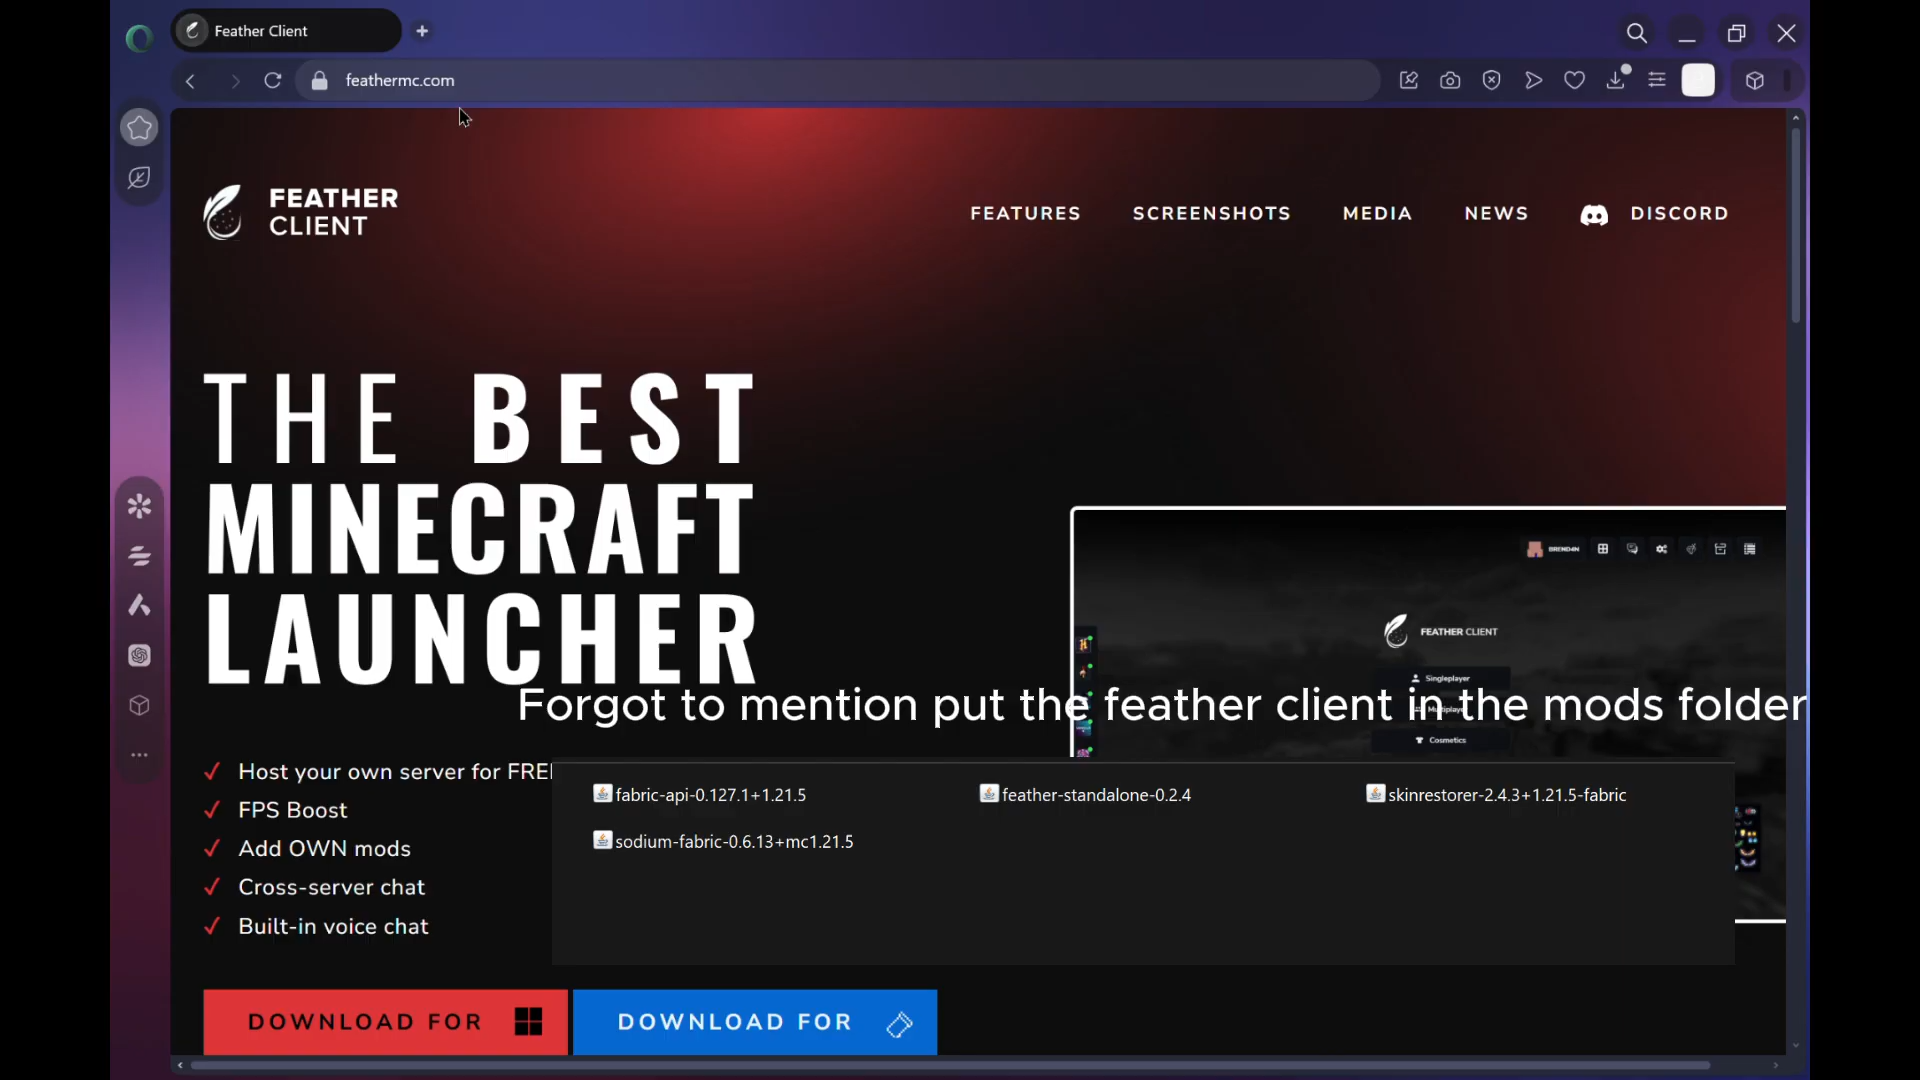 Feather Client
feathermc.com
FEATHER
CLIENT
FEATURES
SCREENSHOTS
MEDIA
NEWS
DISCORD
THE BEST
MINECRAFT
LAUNCHER
BREND4N
FEATHER CLIENT
Singleplayer
Multiplayer
Cosmetics
Forgot to mention put the feather client in the mods folder
✓ Host your own server for FREE
✓ FPS Boost
✓ Add OWN mods
✓ Cross-server chat
✓ Built-in voice chat
fabric-api-0.127.1+1.21.5
feather-standalone-0.2.4
skinrestorer-2.4.3+1.21.5-fabric
sodium-fabric-0.6.13+mc1.21.5
DOWNLOAD FOR
DOWNLOAD FOR